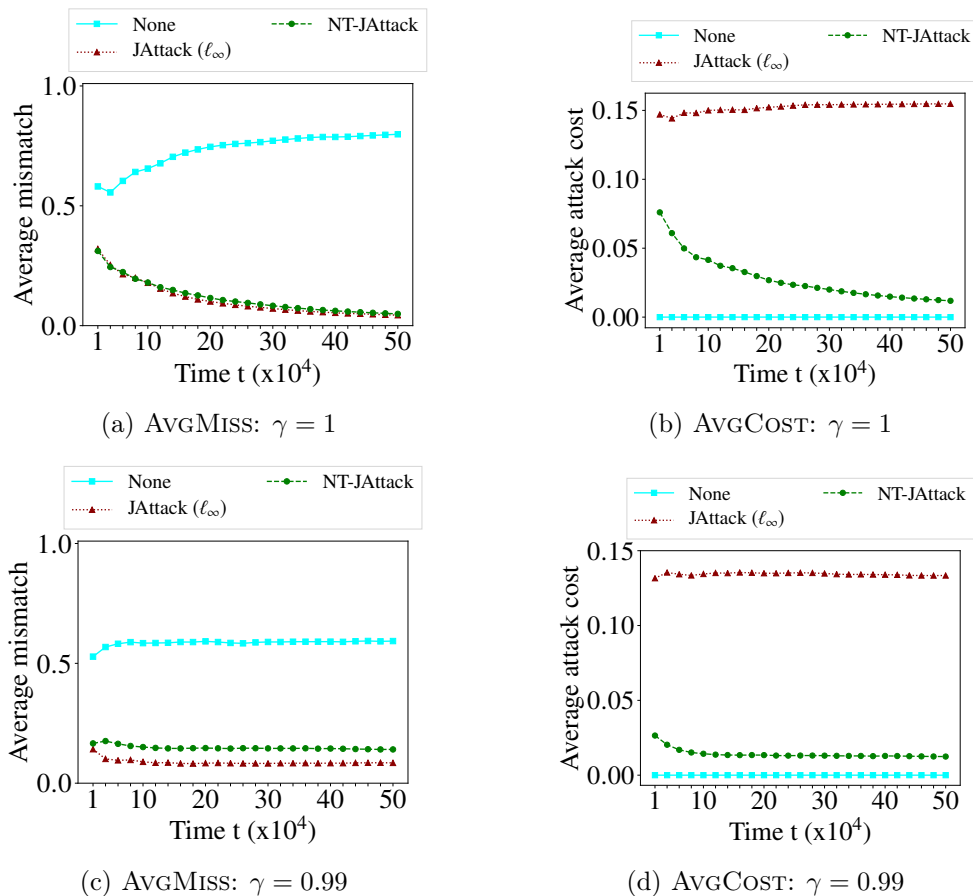 None
NT-JAttack
JAttack (ℓ∞)
1.0
0.5
0.0
Average mismatch
1 10 20 30 40 50
Time t (x10⁴)
(a) AVGMISS: γ = 1
None
NT-JAttack
JAttack (ℓ∞)
0.15
0.10
0.05
0.00
Average attack cost
1 10 20 30 40 50
Time t (x10⁴)
(b) AVGCOST: γ = 1
None
NT-JAttack
JAttack (ℓ∞)
1.0
0.5
0.0
Average mismatch
1 10 20 30 40 50
Time t (x10⁴)
(c) AVGMISS: γ = 0.99
None
NT-JAttack
JAttack (ℓ∞)
0.15
0.10
0.05
0.00
Average attack cost
1 10 20 30 40 50
Time t (x10⁴)
(d) AVGCOST: γ = 0.99